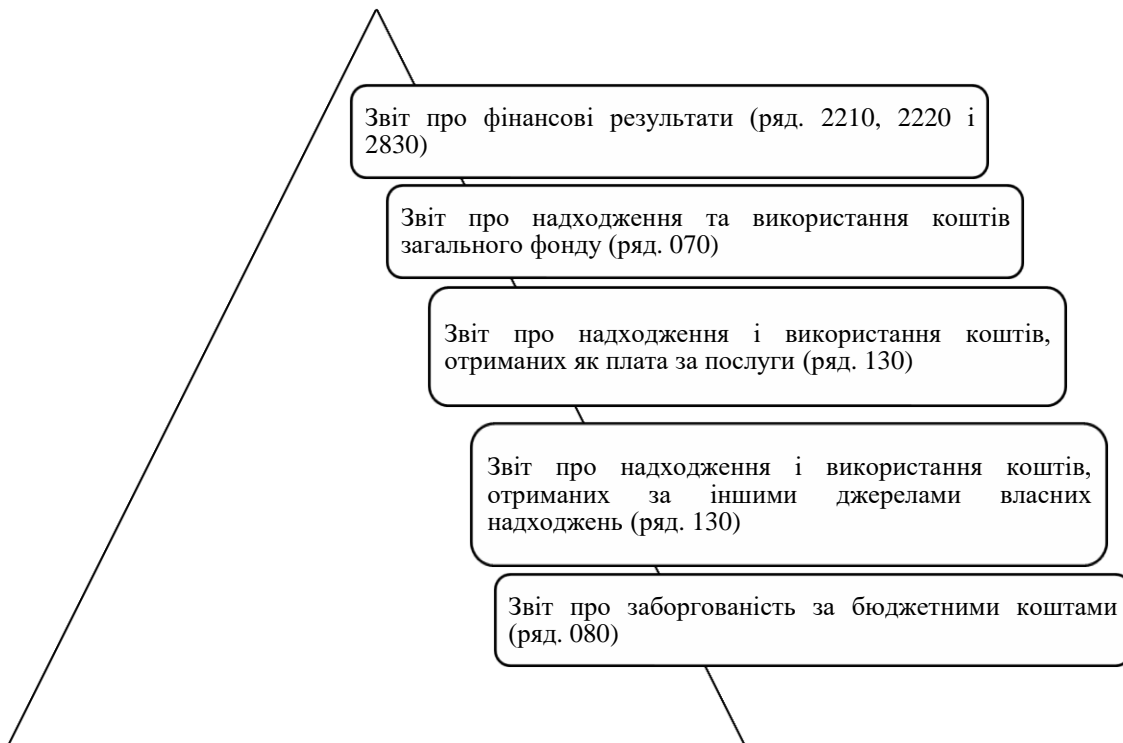 Звіт про фінансові результати (ряд. 2210, 2220 і
2830)
Звіт про надходження та використання коштів
загального фонду (ряд. 070)
Звіт про надходження і використання коштів,
отриманих як плата за послуги (ряд. 130)
Звіт про надходження і використання коштів,
отриманих за іншими джерелами власних
надходжень (ряд. 130)
Звіт про заборгованість за бюджетними коштами
(ряд. 080)